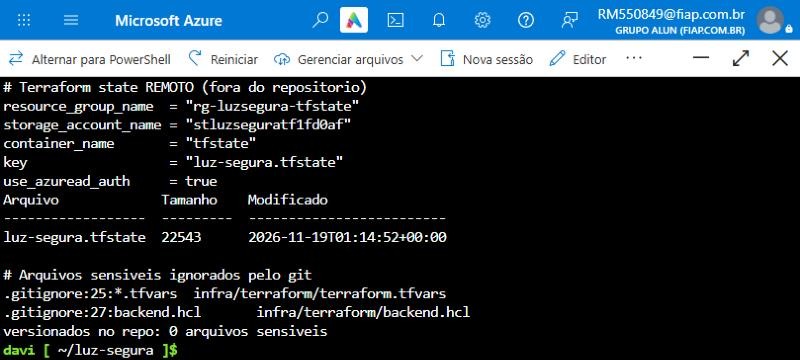 Microsoft Azure
RM550849@fiap.com.br
GRUPO ALUN (FIAP.COM.BR)
Alternar para PowerShell Reiniciar Gerenciar arquivos Nova sessão Editor ...
# Terraform state REMOTO (fora do repositorio)
resource_group_name = "rg-luzsegura-tfstate"
storage_account_name = "stluzseguratf1fd0af"
container_name = "tfstate"
key = "luz-segura.tfstate"
use_azuread_auth = true
Arquivo Tamanho Modificado
------------------ --------- -------------------------
luz-segura.tfstate 22543 2026-11-19T01:14:52+00:00
# Arquivos sensiveis ignorados pelo git
.gitignore:25:*.tfvars infra/terraform/terraform.tfvars
.gitignore:27:backend.hcl infra/terraform/backend.hcl
versionados no repo: 0 arquivos sensiveis
davi [ ~/luz-segura ]$